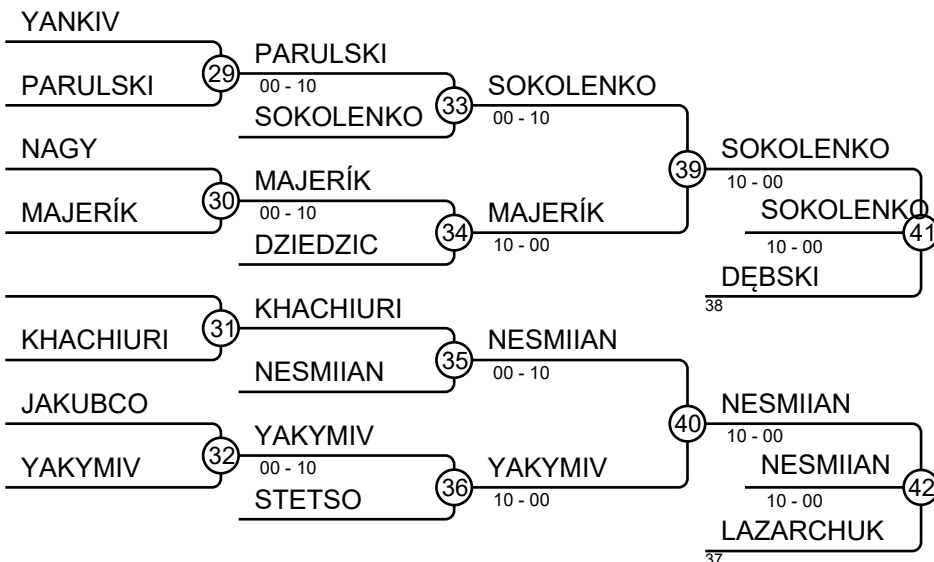 YANKIV
PARULSKI
29
PARULSKI
00 - 10
SOKOLENKO
33
SOKOLENKO
00 - 10
NAGY
MAJERÍK
30
MAJERÍK
00 - 10
DZIEDZIC
34
MAJERÍK
10 - 00
39
SOKOLENKO
10 - 00
SOKOLENKO
10 - 00
41
DĘBSKI
38
KHACHIURI
31
KHACHIURI
NESMIIAN
35
NESMIIAN
00 - 10
JAKUBCO
YAKYMIV
32
YAKYMIV
00 - 10
STETSO
36
YAKYMIV
10 - 00
40
NESMIIAN
10 - 00
NESMIIAN
10 - 00
42
LAZARCHUK
37